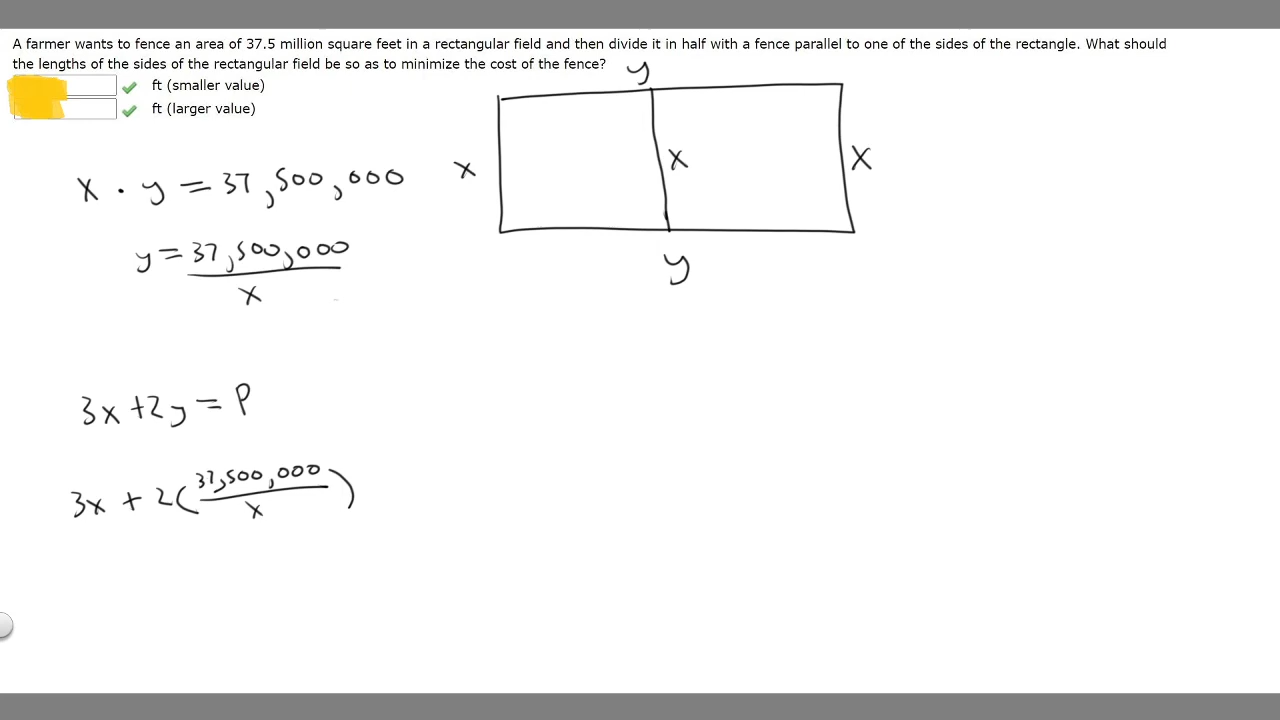 A farmer wants to fence an area of 37.5 million square feet in a rectangular field and then divide it in half with a fence parallel to one of the sides of the rectangle. What should
the lengths of the sides of the rectangular field be so as to minimize the cost of the fence?
ft (smaller value)
ft (larger value)
y
x
x
x
y
x · y = 37,500,000
y = 37,500,000
x
3x + 2y = P
3x + 2(37,500,000)
x